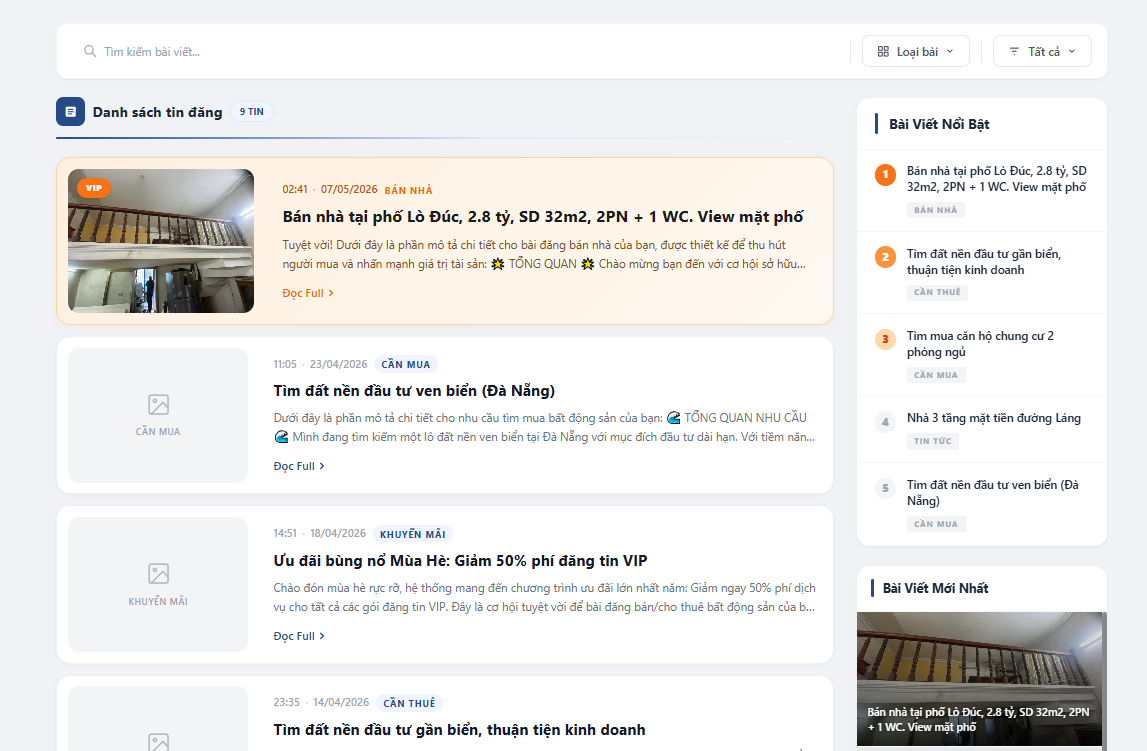 Tìm kiếm bài viết...
Loại bài
Tất cả
Danh sách tin đăng
9 TIN
VIP
02:41 · 07/05/2026 BÁN NHÀ
Bán nhà tại phố Lò Đúc, 2.8 tỷ, SD 32m2, 2PN + 1 WC. View mặt phố
Tuyệt vời! Dưới đây là phần mô tả chi tiết cho bài đăng bán nhà của bạn, được thiết kế để thu hút
người mua và nhấn mạnh giá trị tài sản: 🌟 TỔNG QUAN 🌟 Chào mừng bạn đến với cơ hội sở hữu...
Đọc Full
CẦN MUA
11:05 · 23/04/2026 CẦN MUA
Tìm đất nền đầu tư ven biển (Đà Nẵng)
Dưới đây là phần mô tả chi tiết cho nhu cầu tìm mua bất động sản của bạn: 🌊 TỔNG QUAN NHU CẦU
🌊 Mình đang tìm kiếm một lô đất nền ven biển tại Đà Nẵng với mục đích đầu tư dài hạn. Với tiềm năn...
Đọc Full
KHUYẾN MÃI
14:51 · 18/04/2026 KHUYẾN MÃI
Ưu đãi bùng nổ Mùa Hè: Giảm 50% phí đăng tin VIP
Chào đón mùa hè rực rỡ, hệ thống mang đến chương trình ưu đãi lớn nhất năm: Giảm ngay 50% phí dịch
vụ cho tất cả các gói đăng tin VIP. Đây là cơ hội tuyệt vời để bài đăng bán/cho thuê bất động sản của b...
Đọc Full
23:35 · 14/04/2026 CẦN THUÊ
Tìm đất nền đầu tư gần biển, thuận tiện kinh doanh
Bài Viết Nổi Bật
1
Bán nhà tại phố Lò Đúc, 2.8 tỷ, SD
32m2, 2PN + 1 WC. View mặt phố
BÁN NHÀ
2
Tìm đất nền đầu tư gần biển,
thuận tiện kinh doanh
CẦN THUÊ
3
Tìm mua căn hộ chung cư 2
phòng ngủ
CẦN MUA
4
Nhà 3 tầng mặt tiền đường Láng
TIN TỨC
5
Tìm đất nền đầu tư ven biển (Đà
Nẵng)
CẦN MUA
Bài Viết Mới Nhất
Bán nhà tại phố Lò Đúc, 2.8 tỷ, SD 32m2, 2PN
+ 1 WC. View mặt phố